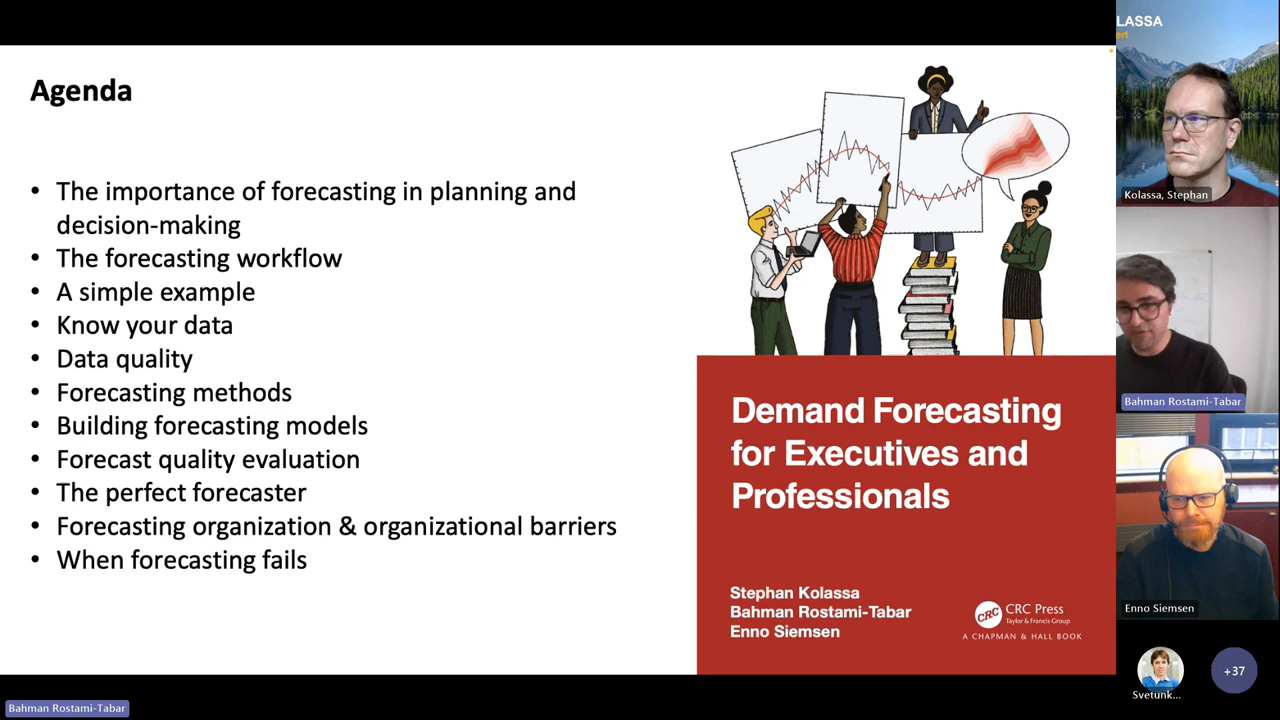 Agenda
• The importance of forecasting in planning and
decision-making
• The forecasting workflow
• A simple example
• Know your data
• Data quality
• Forecasting methods
• Building forecasting models
• Forecast quality evaluation
• The perfect forecaster
• Forecasting organization & organizational barriers
• When forecasting fails
Demand Forecasting
for Executives and
Professionals
Stephan Kolassa
Bahman Rostami-Tabar
Enno Siemsen
CRC
CRC Press
Taylor & Francis Group
A CHAPMAN & HALL BOOK
LASSA
ert
Kolassa, Stephan
Bahman Rostami-Tabar
Enno Siemsen
Svetunk...
+37
Bahman Rostami-Tabar